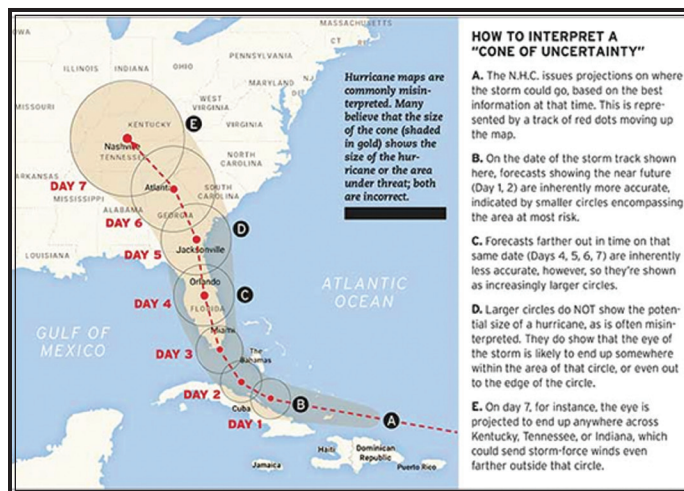 MASSACHUSETTS
IOWA
CT
RI
PENNSYLVANIA
NJ
ILLINOIS
INDIANA
OHIO
MARYLAND
DE
MISSOURI
WEST
VIRGINIA
KENTUCKY
VIRGINIA
E
Nashville
TENNESSEE
NORTH
CAROLINA
ARKANSAS
DAY 7
Atlanta
SOUTH
CAROLINA
MISSISSIPPI
ALABAMA
GEORGIA
DAY 6
D
DAY 5
Jacksonville
LOUISIANA
Orlando
C
ATLANTIC
OCEAN
DAY 4
FLORIDA
GULF OF
MEXICO
Miami
DAY 3
The
Bahamas
DAY 2
B
A
Cuba
DAY 1
Haiti
Dominican
Republic
Jamaica
Puerto Rico
Hurricane maps are
commonly misin-
terpreted. Many
believe that the size
of the cone (shaded
in gold) shows the
size of the hur-
ricane or the area
under threat; both
are incorrect.
HOW TO INTERPRET A
“CONE OF UNCERTAINTY”
A. The N.H.C. issues projections on where
the storm could go, based on the best
information at that time. This is repre-
sented by a track of red dots moving up
the map.
B. On the date of the storm track shown
here, forecasts showing the near future
(Day 1, 2) are inherently more accurate,
indicated by smaller circles encompassing
the area at most risk.
C. Forecasts farther out in time on that
same date (Days 4, 5, 6, 7) are inherently
less accurate, however, so they're shown
as increasingly larger circles.
D. Larger circles do NOT show the poten-
tial size of a hurricane, as is often misin-
terpreted. They do show that the eye of
the storm is likely to end up somewhere
within the area of that circle, or even out
to the edge of the circle.
E. On day 7, for instance, the eye is
projected to end up anywhere across
Kentucky, Tennessee, or Indiana, which
could send storm-force winds even
farther outside that circle.